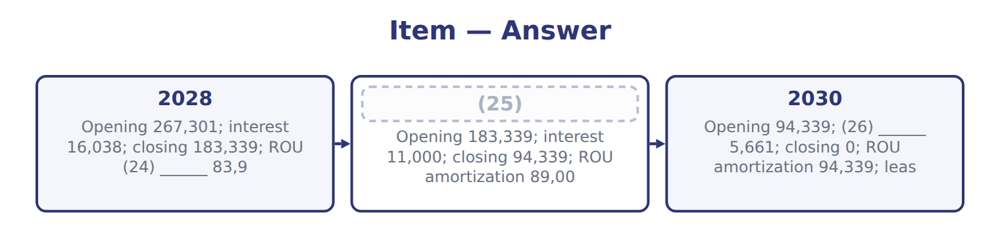 Item — Answer
2028
Opening 267,301; interest
16,038; closing 183,339; ROU
(24) ______ 83,9
(25)
Opening 183,339; interest
11,000; closing 94,339; ROU
amortization 89,00
2030
Opening 94,339; (26) ______
5,661; closing 0; ROU
amortization 94,339; leas